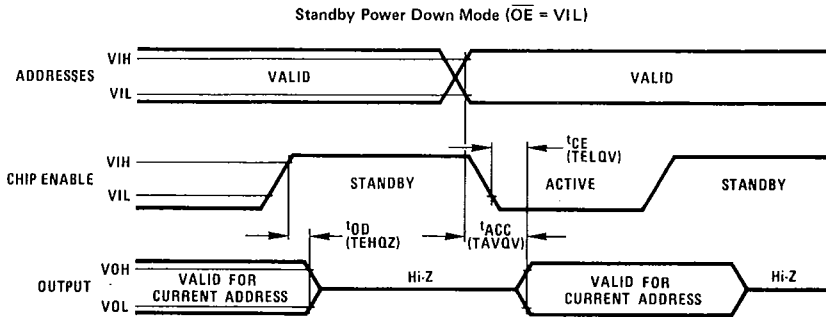 Standby Power Down Mode (OE = VIL)
VIH
ADDRESSES
VALID
VALID
VIL
tCE
(TELQV)
VIH
CHIP ENABLE
STANDBY
ACTIVE
STANDBY
VIL
tOD
(TEHQZ)
tACC
(TAVQV)
VOH
OUTPUT
VALID FOR
CURRENT ADDRESS
Hi-Z
VALID FOR
CURRENT ADDRESS
Hi-Z
VOL